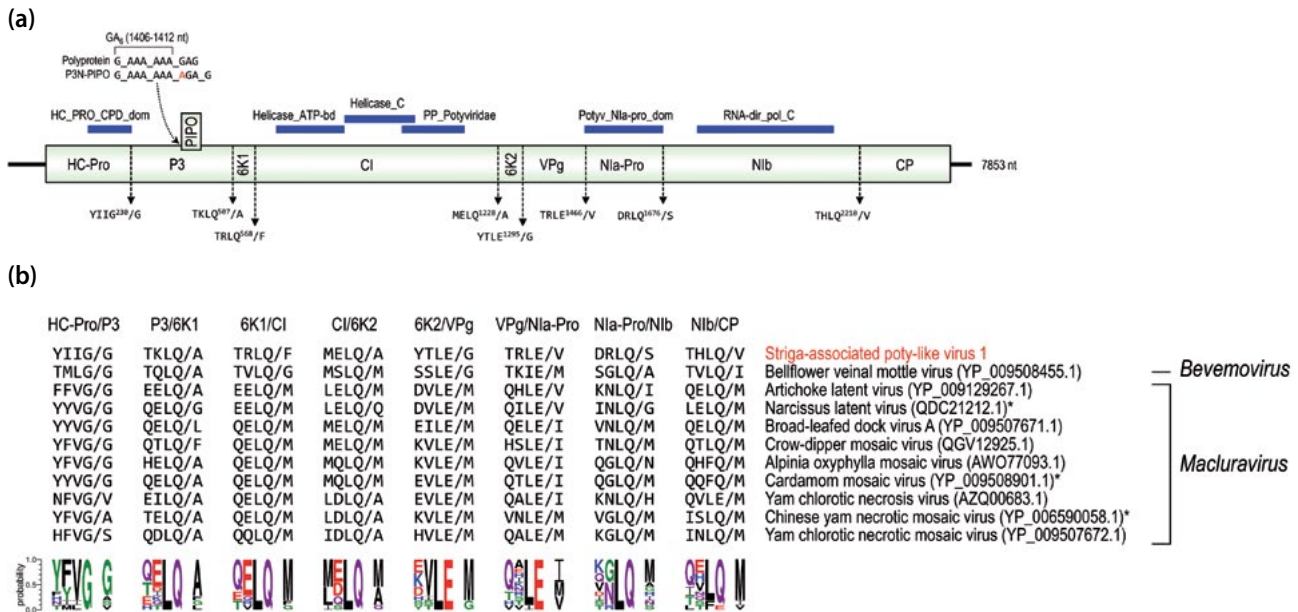 (a)
GA6 (1406-1412 nt)
Polyprotein G_AAA_AAA_GAG
P3N-PIPO G_AAA_AAA_AGA_G
HC_PRO_CPD_dom
PIPO
Helicase_ATP-bd
Helicase_C
PP_Potyviridae
Potyv_NIa-pro_dom
RNA-dir_pol_C
HC-Pro P3 6K1 CI 6K2 VPg NIa-Pro NIb CP 7853 nt
YIIG230/G TKLQ507/A MELQ1228/A TRLE1466/V DRLQ1676/S THLQ2210/V
TRLQ560/F YTLE1295/G
(b)
HC-Pro/P3 P3/6K1 6K1/CI CI/6K2 6K2/VPg VPg/NIa-Pro NIa-Pro/NIb NIb/CP
YIIG/G TKLQ/A TRLQ/F MELQ/A YTLE/G TRLE/V DRLQ/S THLQ/V Striga-associated poty-like virus 1
TMLG/G TQLQ/A TVLQ/G MSLQ/M SSLE/G TKIE/M SGLQ/A TVLQ/I Bellflower veinal mottle virus (YP_009508455.1) Bevemovirus
FFVG/G EELQ/A EELQ/M LELQ/M DVLE/M QHLE/V INLQ/I QELQ/M Artichoke latent virus (YP_009129267.1)
YYVG/G QELQ/G EELQ/M LELQ/Q DVLE/M QILE/V INLQ/G LELQ/M Narcissus latent virus (QDC21212.1)*
YYVG/G QELQ/L QELQ/M MELQ/M EILE/M QELE/I VNLQ/M QELQ/M Broad-leafed dock virus A (YP_009507671.1)
YFVG/G QTLQ/F QELQ/M MELQ/M KVLE/M HSLE/I TNLQ/M QTLQ/M Crow-dipper mosaic virus (QGV12925.1)
YFVG/G HELQ/A QELQ/M MQLQ/M KVLE/M QVLE/I QGLQ/N QHFQ/M Alpinia oxyphylla mosaic virus (AWO77093.1)
Macluravirus
YYVG/G QELQ/A QELQ/M MQLQ/M EVLE/M QTLE/I QGLQ/M QQFQ/M Cardamom mosaic virus (YP_009508901.1)*
NFVG/V EILQ/A QELQ/M LDLQ/A EVLE/M QALE/I KNLQ/H QVLE/M Yam chlorotic necrosis virus (AZQ00683.1)
YFVG/A TELQ/A QELQ/M LDLQ/A KVLE/M VNLE/M VGLQ/M ISLQ/M Chinese yam necrotic mosaic virus (YP_006590058.1)*
HFVG/S QDLQ/A QQLQ/M IDLQ/A HVLE/M QALE/M KGLQ/M INLQ/M Yam chlorotic necrotic mosaic virus (YP_009507672.1)
probability
1.0
0.5
0.0